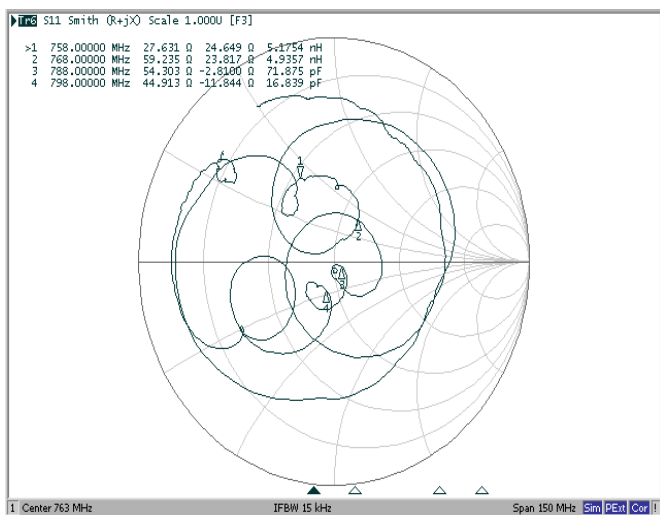 Tr6 S11 Smith (R+jX) Scale 1.000U [F3]
>1 758.00000 MHz 27.631 Ω 24.649 Ω 5.1754 nH
2 768.00000 MHz 59.235 Ω 23.817 Ω 4.9357 nH
3 788.00000 MHz 54.303 Ω -2.8100 Ω 71.875 pF
4 798.00000 MHz 44.913 Ω -11.844 Ω 16.839 pF
1
2
3
4
1 Center 763 MHz IFBW 15 kHz Span 150 MHz Sim PExt Cor !